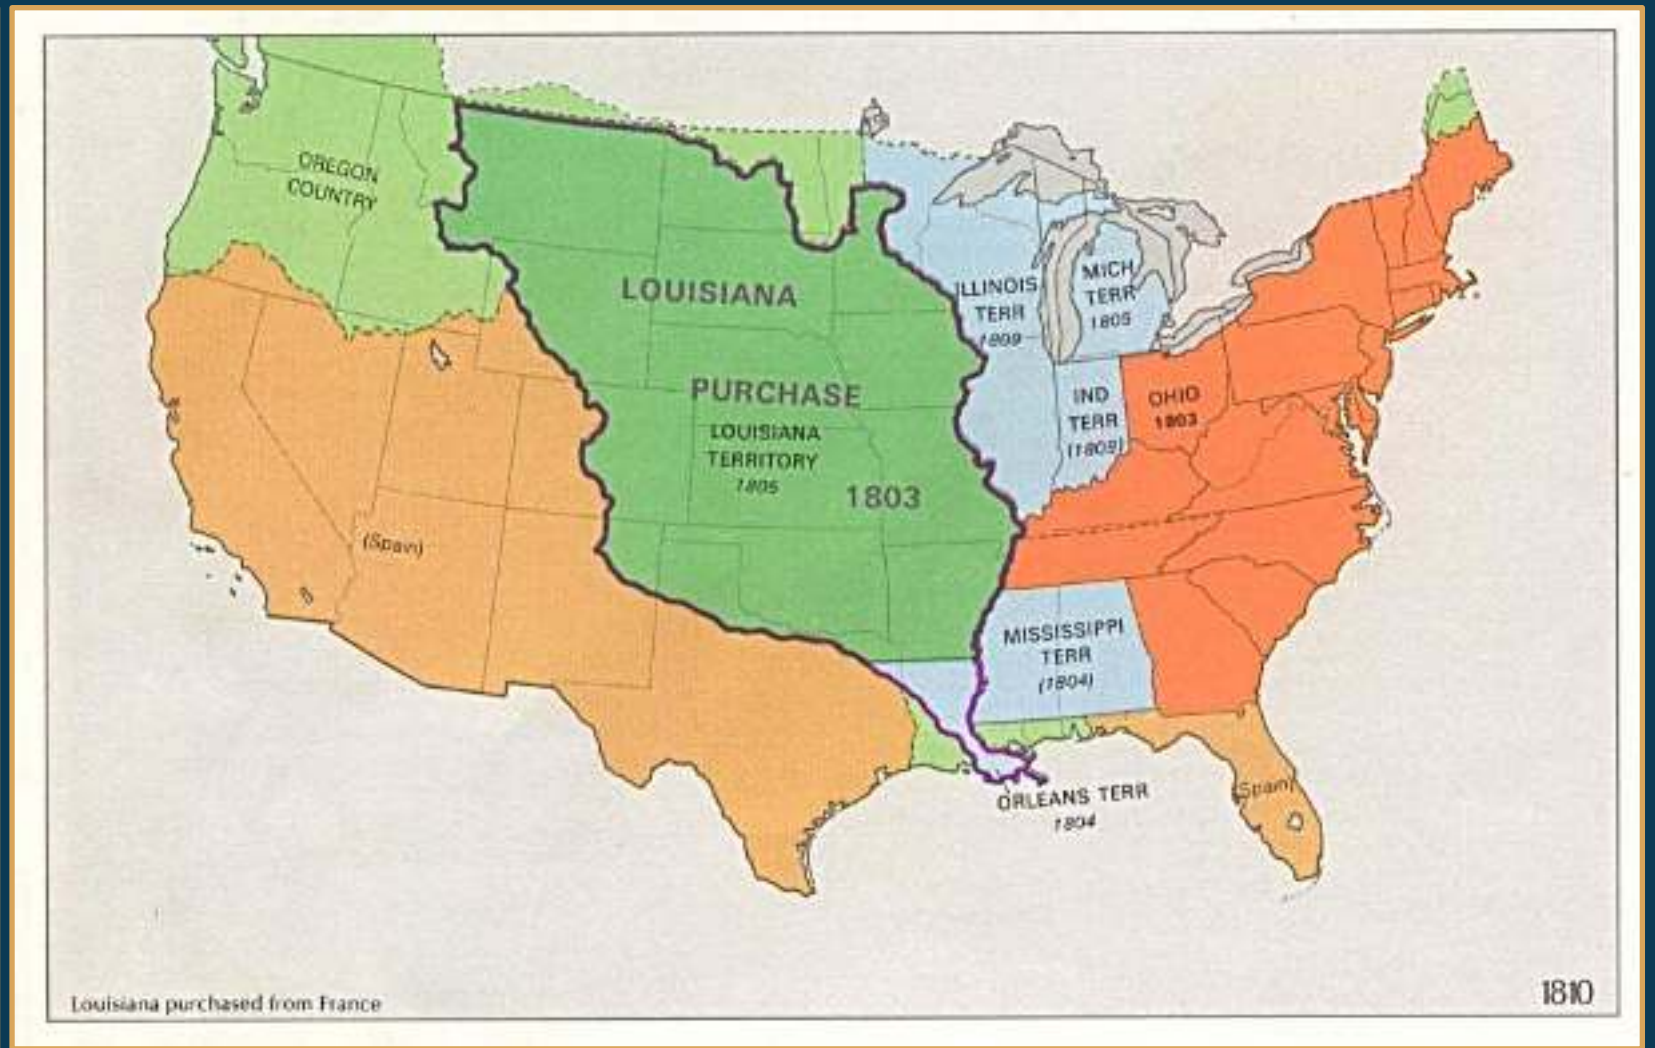 OREGON
COUNTRY
LOUISIANA
PURCHASE
LOUISIANA
TERRITORY
1805
1803
ILLINOIS
TERR
1809
MICH
TERR
1805
IND
TERR
(1809)
OHIO
1803
(Spain)
MISSISSIPPI
TERR
(1804)
ORLEANS TERR
1804
(Spain)
Louisiana purchased from France
1810